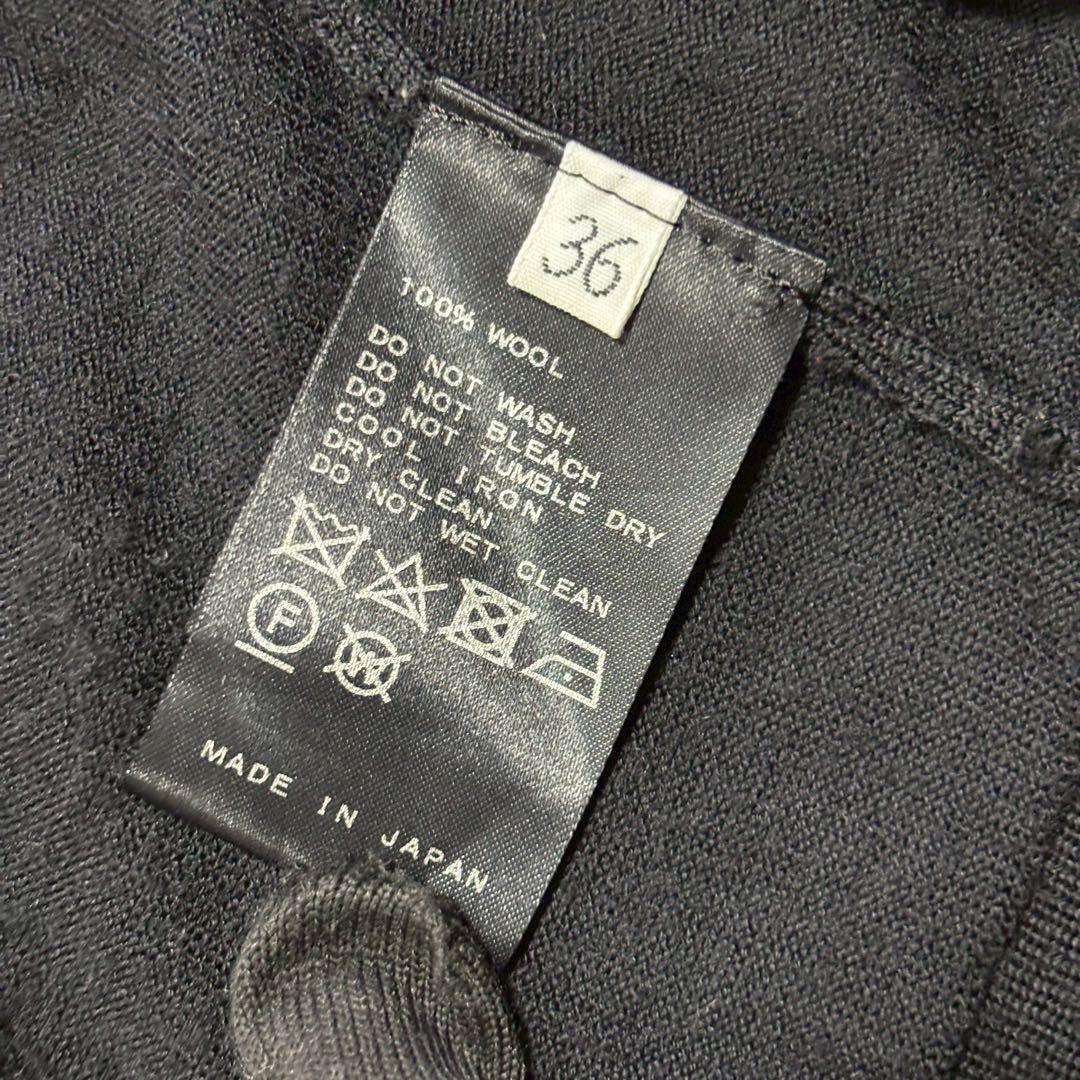 36
100% WOOL
DO NOT WASH
DO NOT BLEACH
DO NOT TUMBLE DRY
COOL IRON
DRY CLEAN
DO NOT WET CLEAN
F
W
MADE IN JAPAN